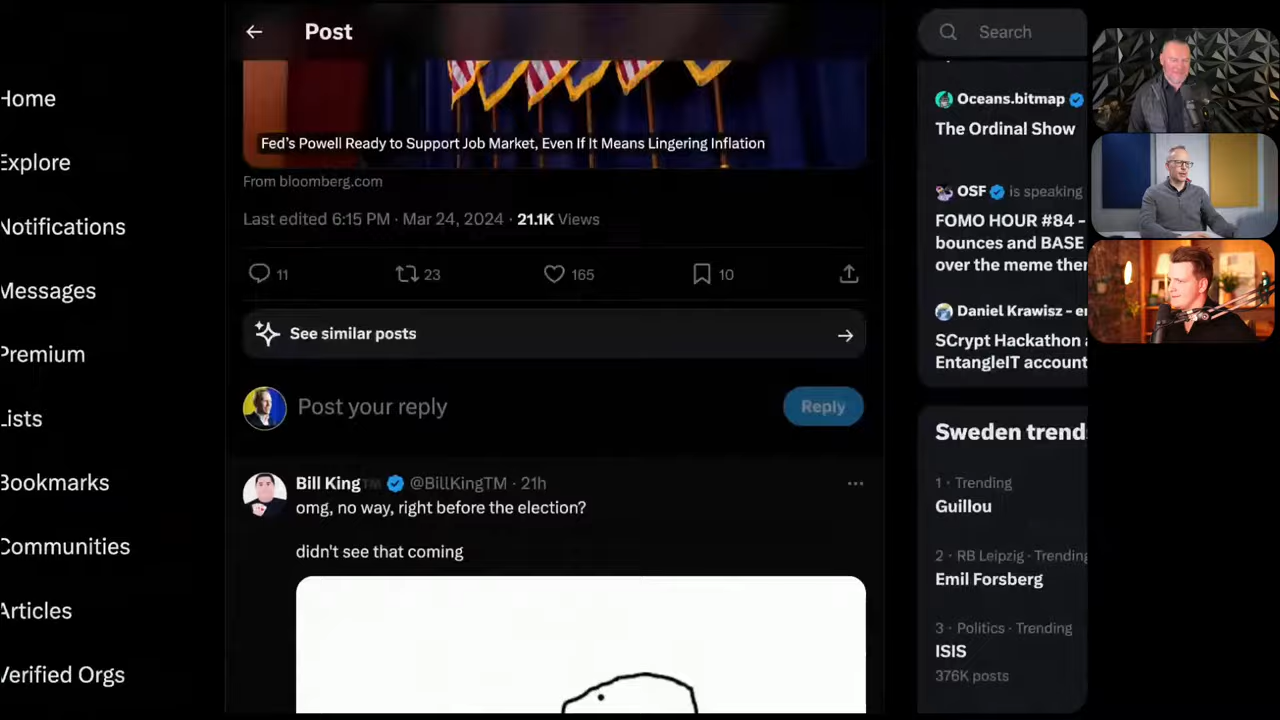 Post
Search
Home
Explore
Notifications
Messages
Premium
Lists
Bookmarks
Communities
Articles
Verified Orgs
Fed's Powell Ready to Support Job Market, Even If It Means Lingering Inflation
From bloomberg.com
Last edited 6:15 PM · Mar 24, 2024 · 21.1K Views
11 23 165 10
See similar posts
Post your reply
Reply
Bill King™ @BillKingTM · 21h
omg, no way, right before the election?
didn't see that coming
Oceans.bitmap
The Ordinal Show
OSF is speaking
FOMO HOUR #84 -
bounces and BASE
over the meme
Daniel Krawisz -
SCrypt Hackathon
EntangleIT account
Sweden trend
1 · Trending
Guillou
2 · RB Leipzig · Trending
Emil Forsberg
3 · Politics · Trending
ISIS
376K posts